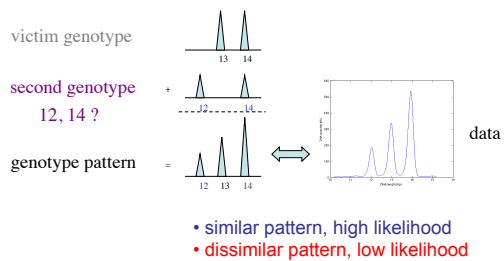 victim genotype
13 14
second genotype
12, 14 ?
+
12 14
genotype pattern
=
12 13 14
data
• similar pattern, high likelihood
• dissimilar pattern, low likelihood